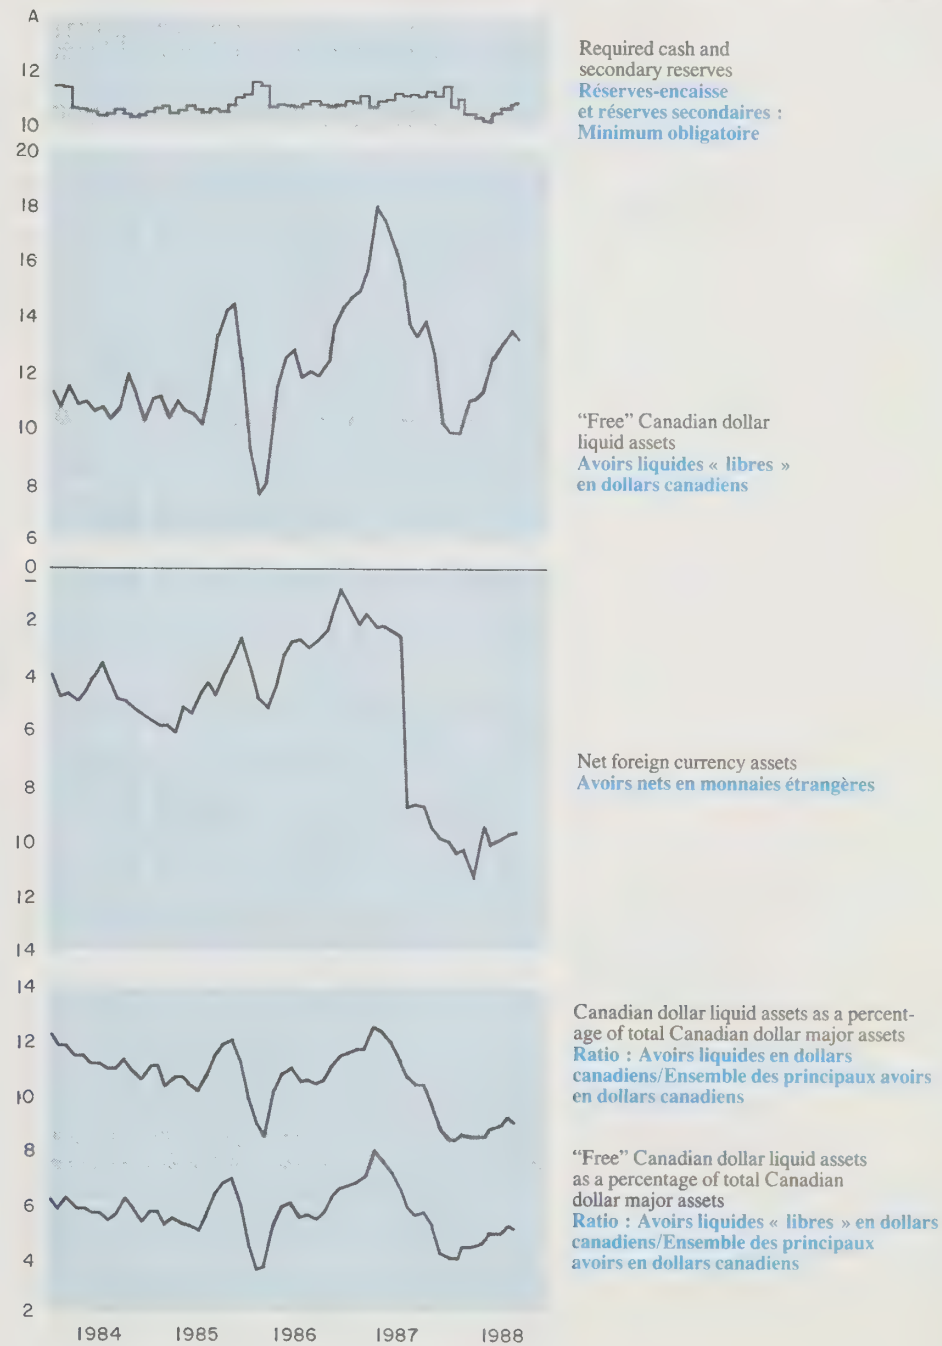 A
12
10
Required cash and
secondary reserves
Réserves-encaisse
et réserves secondaires :
Minimum obligatoire
20
18
16
14
12
10
8
6
"Free" Canadian dollar
liquid assets
Avoirs liquides « libres »
en dollars canadiens
0
–
2
4
6
8
10
12
14
Net foreign currency assets
Avoirs nets en monnaies étrangères
14
12
10
8
6
4
2
Canadian dollar liquid assets as a percent-
age of total Canadian dollar major assets
Ratio : Avoirs liquides en dollars
canadiens/Ensemble des principaux avoirs
en dollars canadiens
"Free" Canadian dollar liquid assets
as a percentage of total Canadian
dollar major assets
Ratio : Avoirs liquides « libres » en dollars
canadiens/Ensemble des principaux
avoirs en dollars canadiens
1984 1985 1986 1987 1988